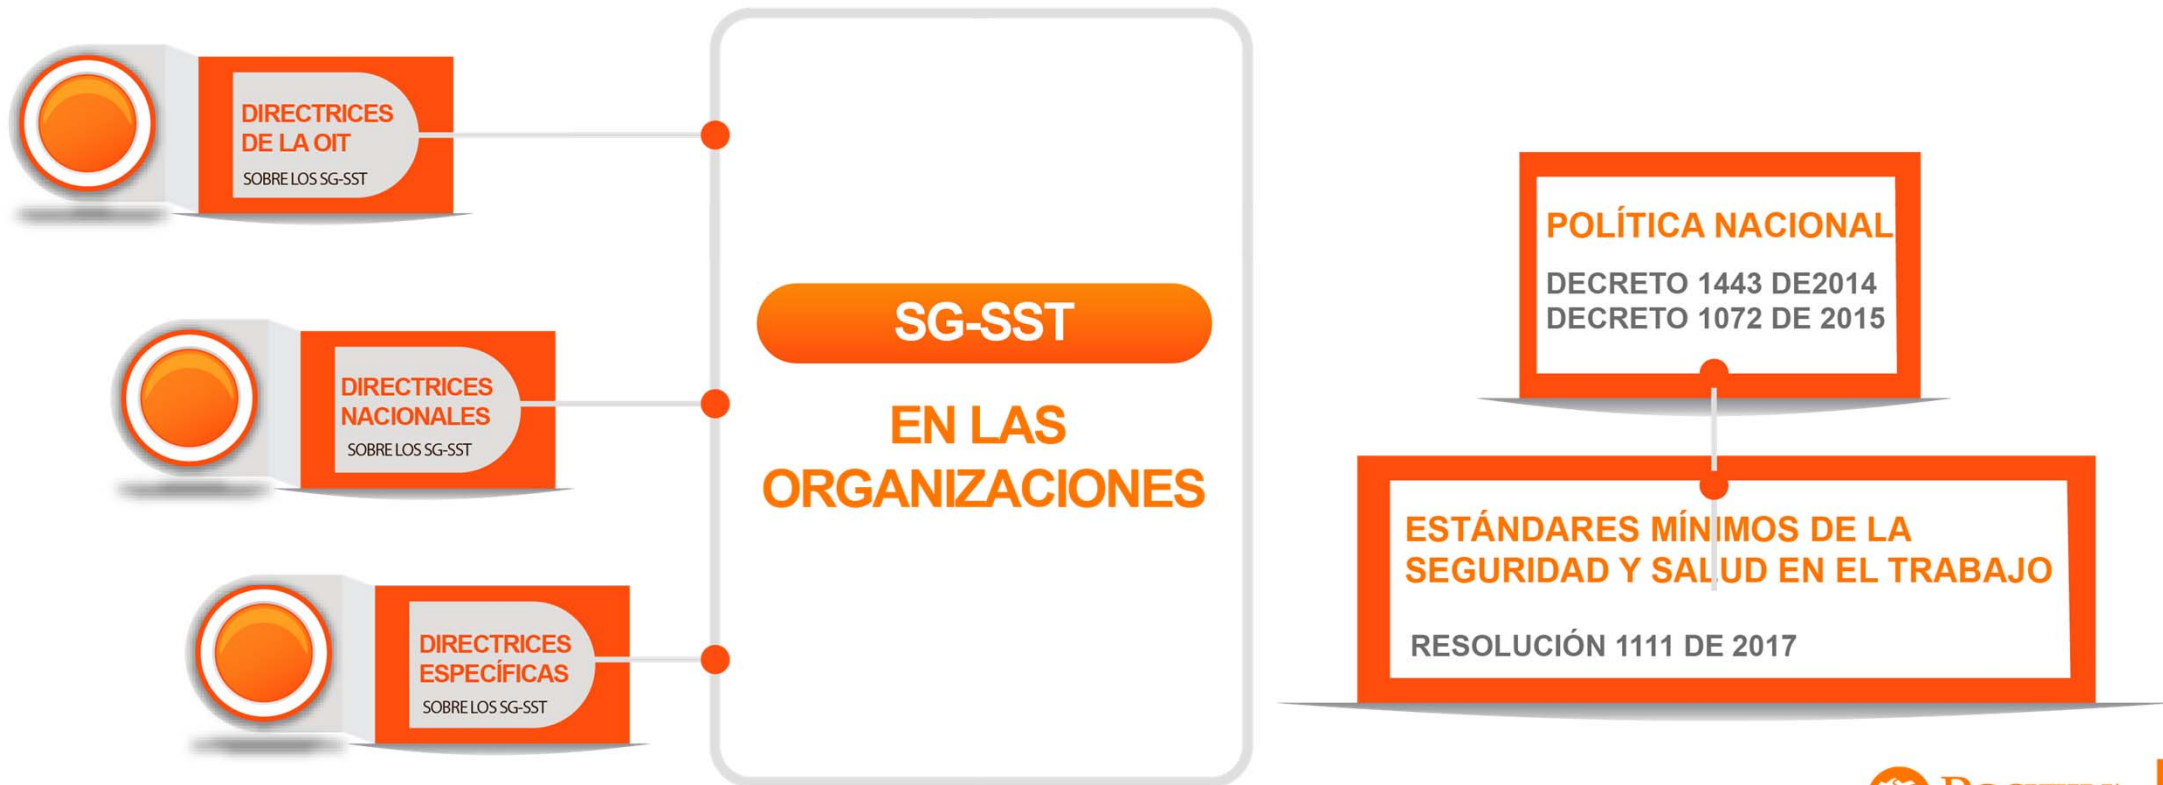 DIRECTRICES
DE LA OIT
SOBRE LOS SG-SST
DIRECTRICES
NACIONALES
SOBRE LOS SG-SST
DIRECTRICES
ESPECÍFICAS
SOBRE LOS SG-SST
SG-SST
EN LAS
ORGANIZACIONES
POLÍTICA NACIONAL
DECRETO 1443 DE2014
DECRETO 1072 DE 2015
ESTÁNDARES MÍNIMOS DE LA
SEGURIDAD Y SALUD EN EL TRABAJO
RESOLUCIÓN 1111 DE 2017